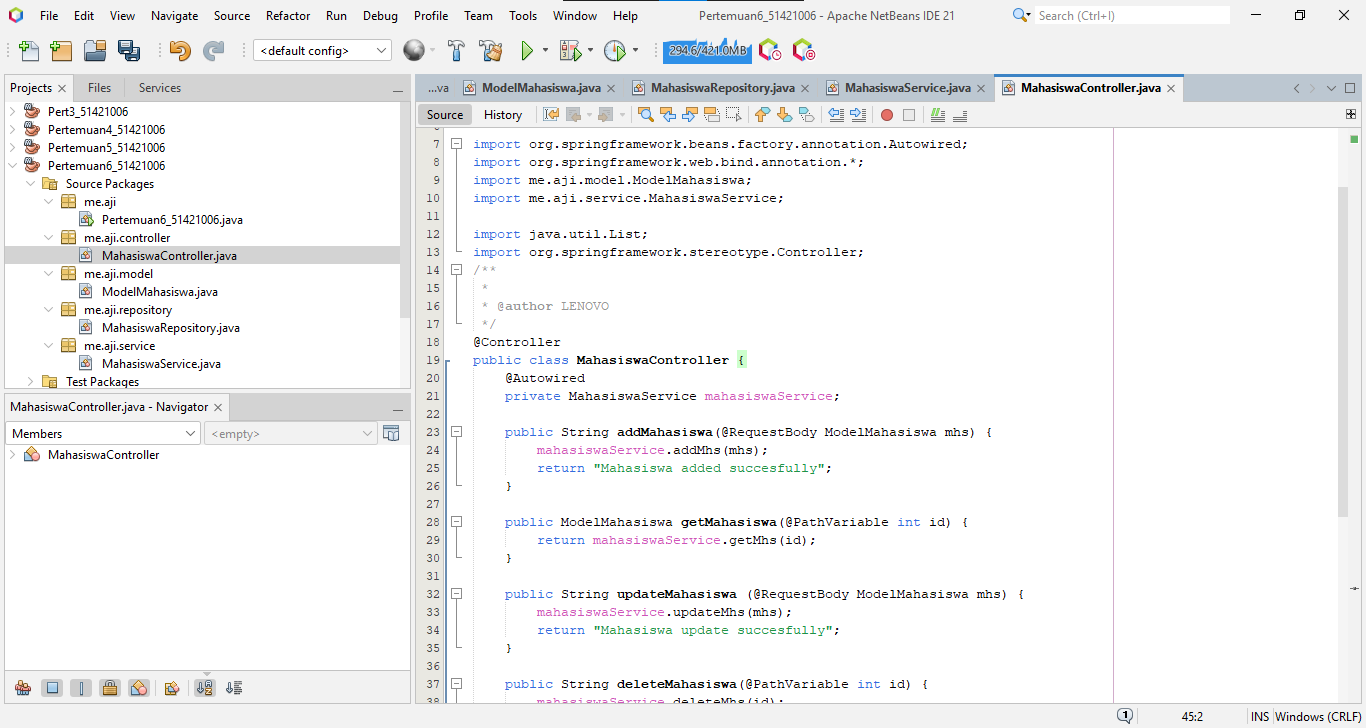 File Edit View Navigate Source Refactor Run Debug Profile Team Tools Window Help Pertemuan6_51421006 - Apache NetBeans IDE 21 Search (Ctrl+I)
<default config> 294.6/421.0MB
Projects Files Services
...va ModelMahasiswa.java MahasiswaRepository.java MahasiswaService.java MahasiswaController.java
Source History
Pert3_51421006
Pertemuan4_51421006
Pertemuan5_51421006
Pertemuan6_51421006
Source Packages
me.aji
Pertemuan6_51421006.java
me.aji.controller
MahasiswaController.java
me.aji.model
ModelMahasiswa.java
me.aji.repository
MahasiswaRepository.java
me.aji.service
MahasiswaService.java
Test Packages
MahasiswaController.java - Navigator
Members <empty>
MahasiswaController
7 import org.springframework.beans.factory.annotation.Autowired;
8 import org.springframework.web.bind.annotation.*;
9 import me.aji.model.ModelMahasiswa;
10 import me.aji.service.MahasiswaService;
11
12 import java.util.List;
13 import org.springframework.stereotype.Controller;
14 /**
15 *
16 * @author LENOVO
17 */
18 @Controller
19 public class MahasiswaController {
20 @Autowired
21 private MahasiswaService mahasiswaService;
22
23 public String addMahasiswa(@RequestBody ModelMahasiswa mhs) {
24 mahasiswaService.addMhs(mhs);
25 return "Mahasiswa added succesfully";
26 }
27
28 public ModelMahasiswa getMahasiswa(@PathVariable int id) {
29 return mahasiswaService.getMhs(id);
30 }
31
32 public String updateMahasiswa (@RequestBody ModelMahasiswa mhs) {
33 mahasiswaService.updateMhs(mhs);
34 return "Mahasiswa update succesfully";
35 }
36
37 public String deleteMahasiswa(@PathVariable int id) {
38 mahasiswaService.deleteMhs(id);
1 45:2 INS Windows (CRLF)